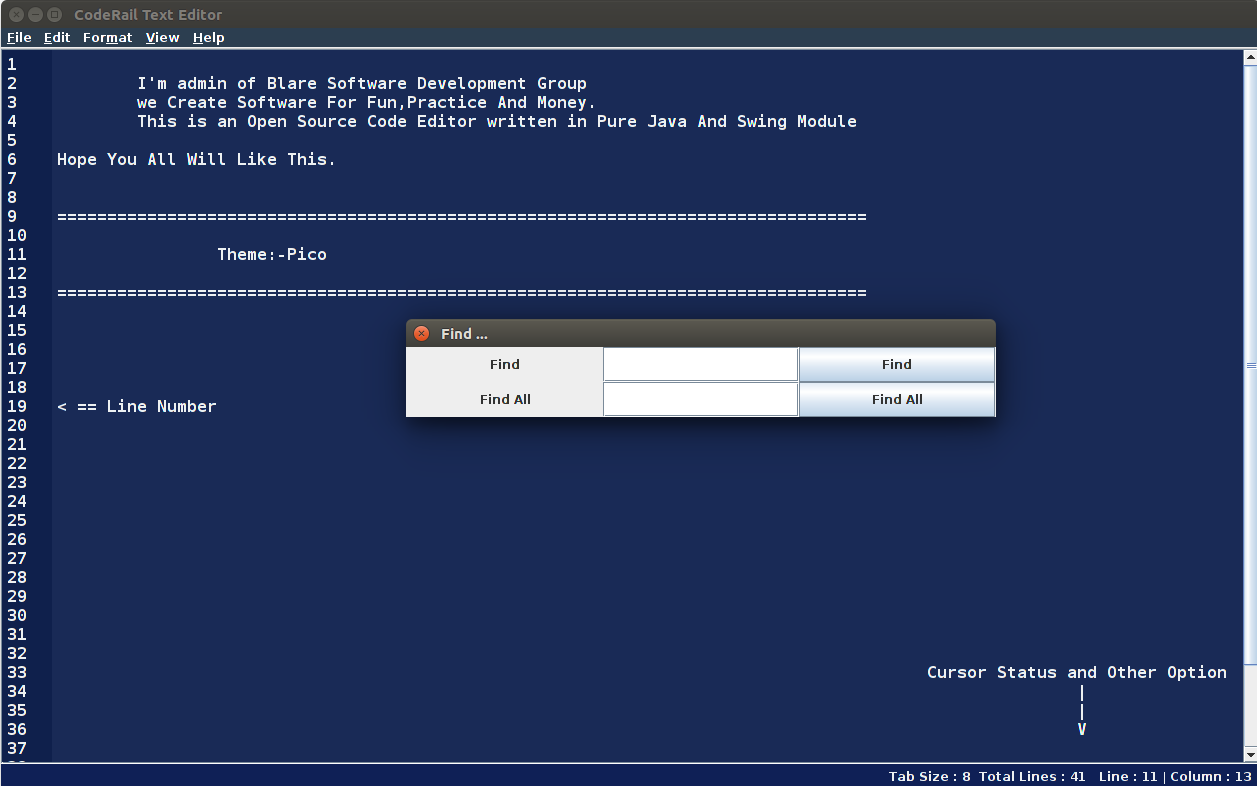 CodeRail Text Editor
File Edit Format View Help
1
2 I'm admin of Blare Software Development Group
3 we Create Software For Fun,Practice And Money.
4 This is an Open Source Code Editor written in Pure Java And Swing Module
5
6 Hope You All Will Like This.
7
8
9 =================================================================================
10
11 Theme:-Pico
12
13 =================================================================================
14
15
16
17
18
19 < == Line Number
20
21
22
23
24
25
26
27
28
29
30
31
32
33 Cursor Status and Other Option
34 |
35 |
36 V
37
Find ...
Find Find
Find All Find All
Tab Size : 8 Total Lines : 41 Line : 11 | Column : 13